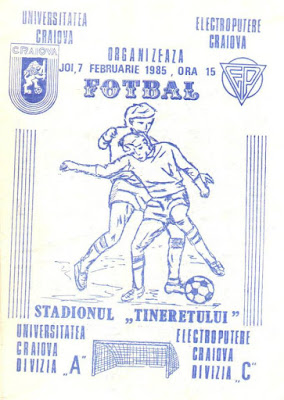 UNIVERSITATEA
CRAIOVA
ELECTROPUTERE
CRAIOVA
C.F.CRAIOVA
ORGANIZEAZA
JOI,7 FEBRUARIE 1985, ORA 15
FOTBAL
STADIONUL „TINERETULUI"
UNIVERSITATEA
CRAIOVA
DIVIZIA „A"
ELECTROPUTERE
CRAIOVA
DIVIZIA „C"